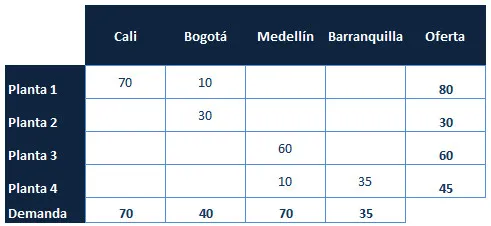 Cali Bogotá Medellín Barranquilla Oferta
Planta 1 70 10 80
Planta 2 30 30
Planta 3 60 60
Planta 4 10 35 45
Demanda 70 40 70 35